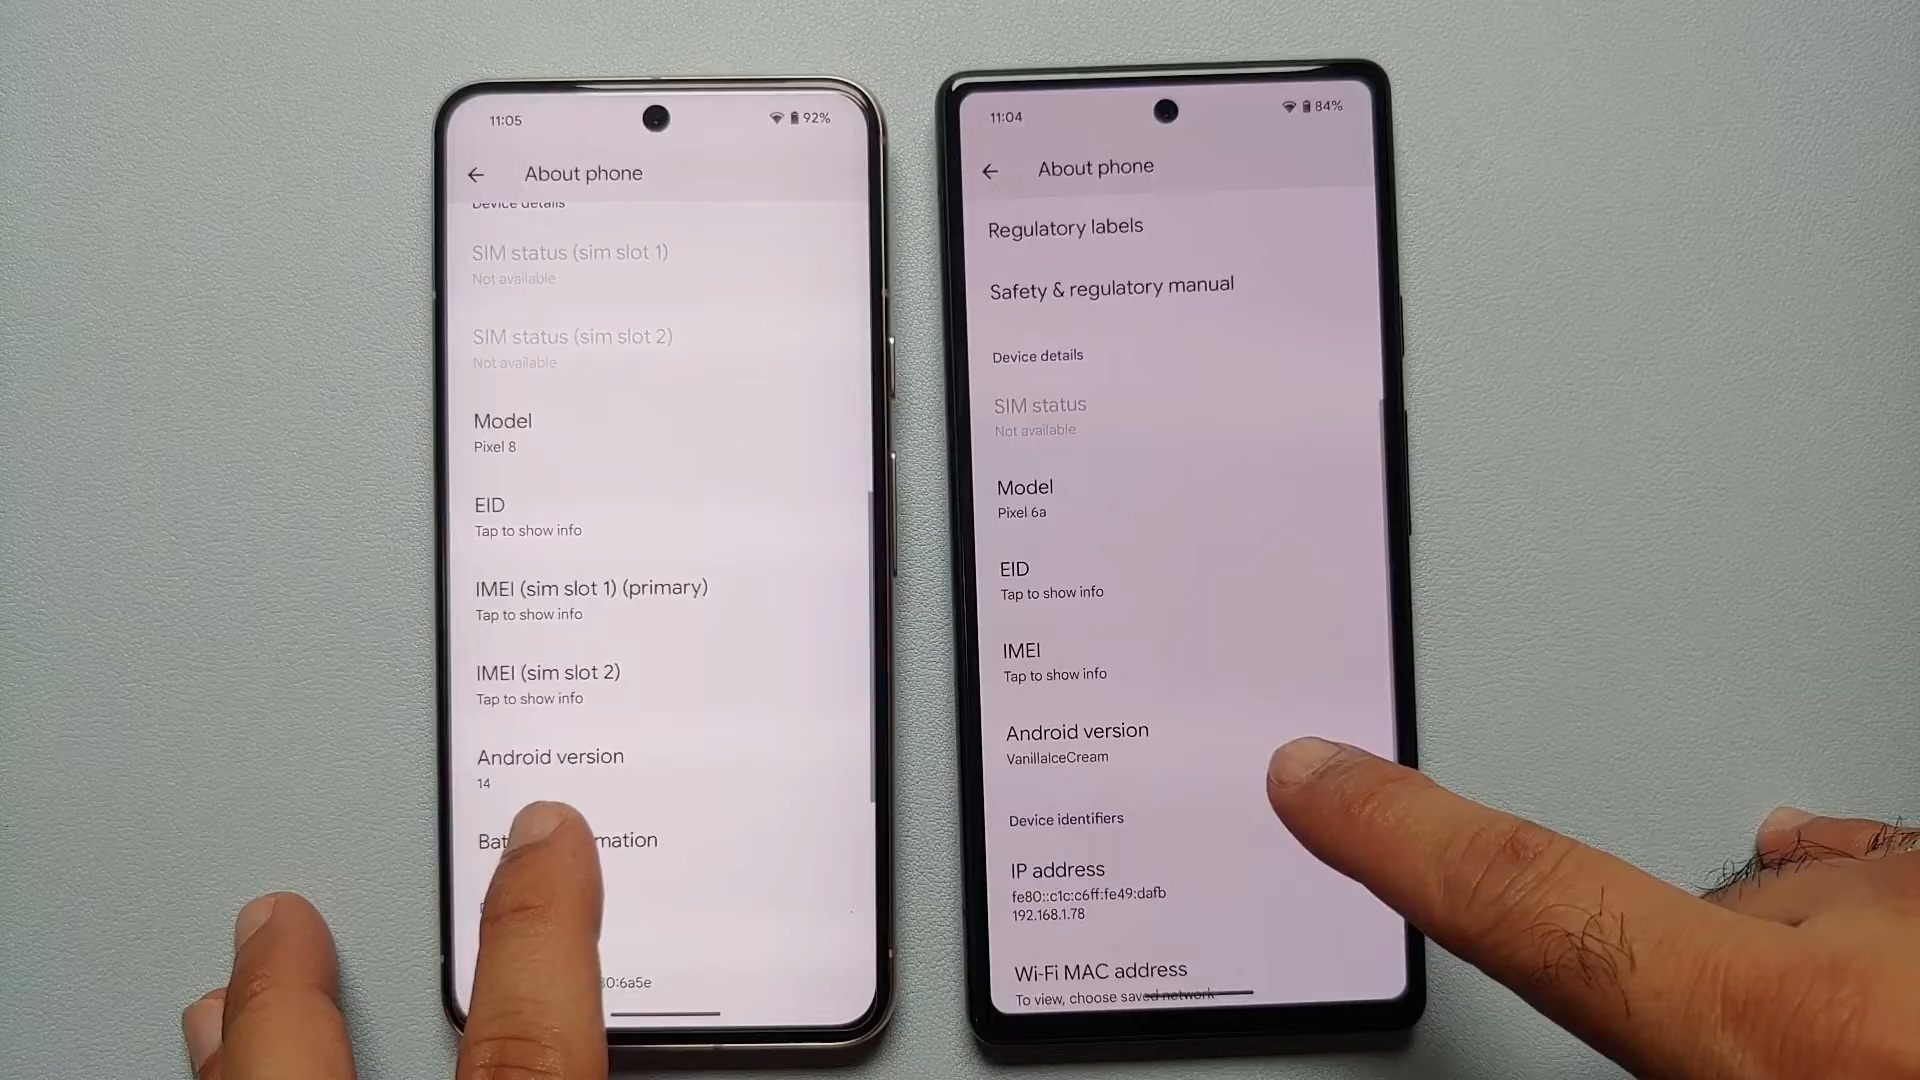 11:05
92%
About phone
Device details
SIM status (sim slot 1)
Not available
SIM status (sim slot 2)
Not available
Model
Pixel 8
EID
Tap to show info
IMEI (sim slot 1) (primary)
Tap to show info
IMEI (sim slot 2)
Tap to show info
Android version
14
Bat mation
30:6a5e
11:04
84%
About phone
Regulatory labels
Safety & regulatory manual
Device details
SIM status
Not available
Model
Pixel 6a
EID
Tap to show info
IMEI
Tap to show info
Android version
VanillaIceCream
Device identifiers
IP address
fe80::c1c:c6ff:fe49:dafb
192.168.1.78
Wi-Fi MAC address
To view, choose saved network